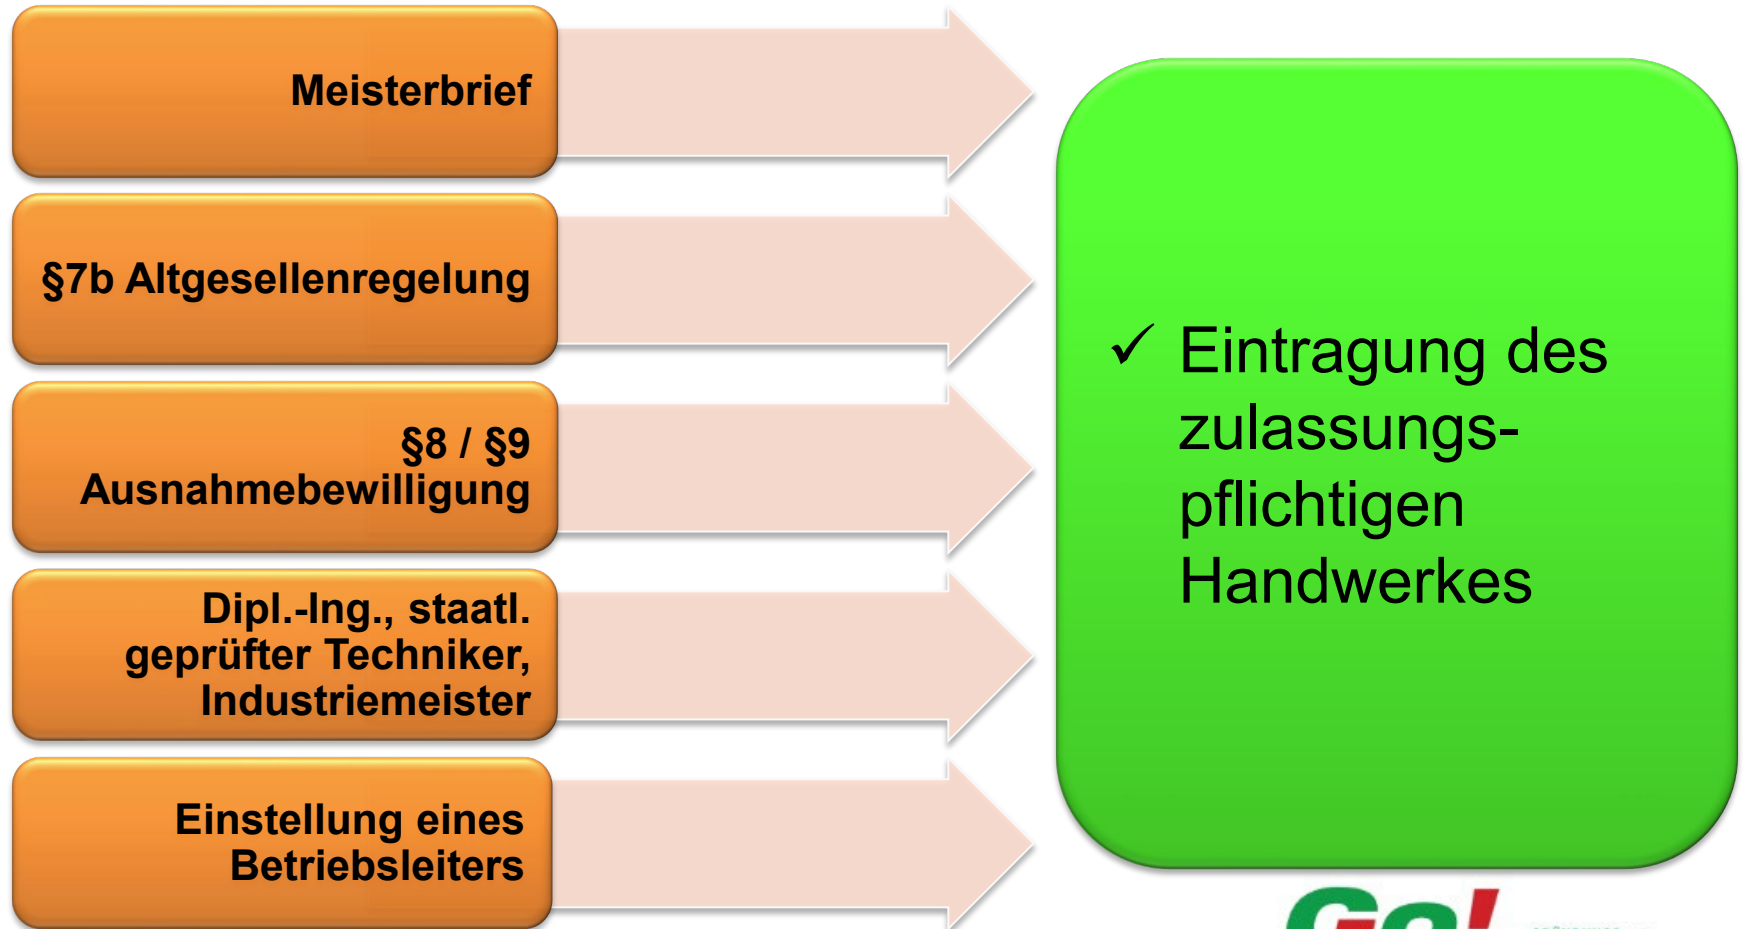 Meisterbrief
§7b Altgesellenregelung
§8 / §9
Ausnahmebewilligung
Dipl.-Ing., staatl.
geprüfter Techniker,
Industriemeister
Einstellung eines
Betriebsleiters
✓ Eintragung des
zulassungs-
pflichtigen
Handwerkes
Go!